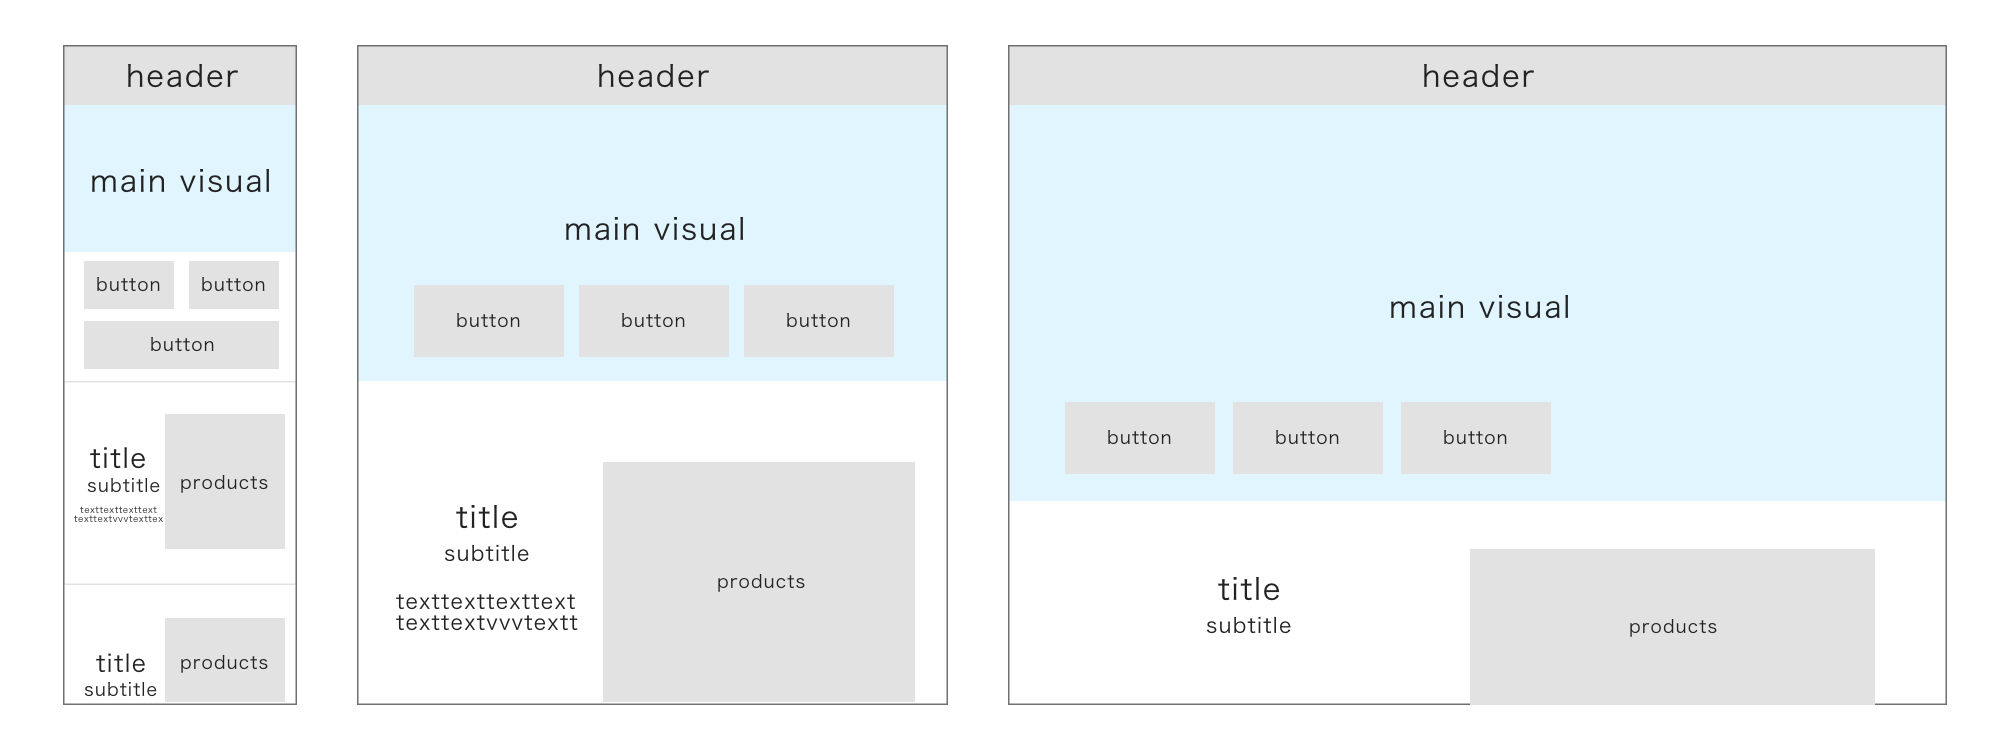 header
main visual
button
button
button
title
subtitle
texttexttexttext
texttextvvvtexttex
products
title
subtitle
products
header
main visual
button
button
button
title
subtitle
texttexttexttext
texttextvvvtextt
products
header
main visual
button
button
button
title
subtitle
products